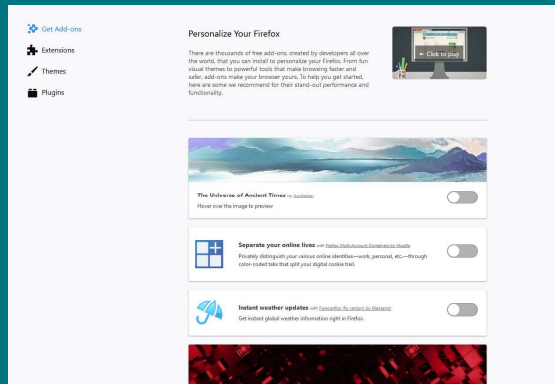 Get Add-ons
Extensions
Themes
Plugins
Personalize Your Firefox
There are thousands of free add-ons, created by developers all over
the world, that you can install to personalize your Firefox. From fun
visual themes to powerful tools that make browsing faster and
safer, add-ons make your browser yours. To help you get started,
here are some we recommend for their stand-out performance and
functionality.
Click to play
The Universe of Ancient Times by
Hover over the image to preview
Separate your online lives with Firefox Multi-Account Containers by Mozilla
Privately distinguish your various online identities—work, personal, etc.—through
color-coded tabs that split your digital cookie trail.
Instant weather updates with Forecastfox (fix version) by Oleksandr
Get instant global weather information right in Firefox.